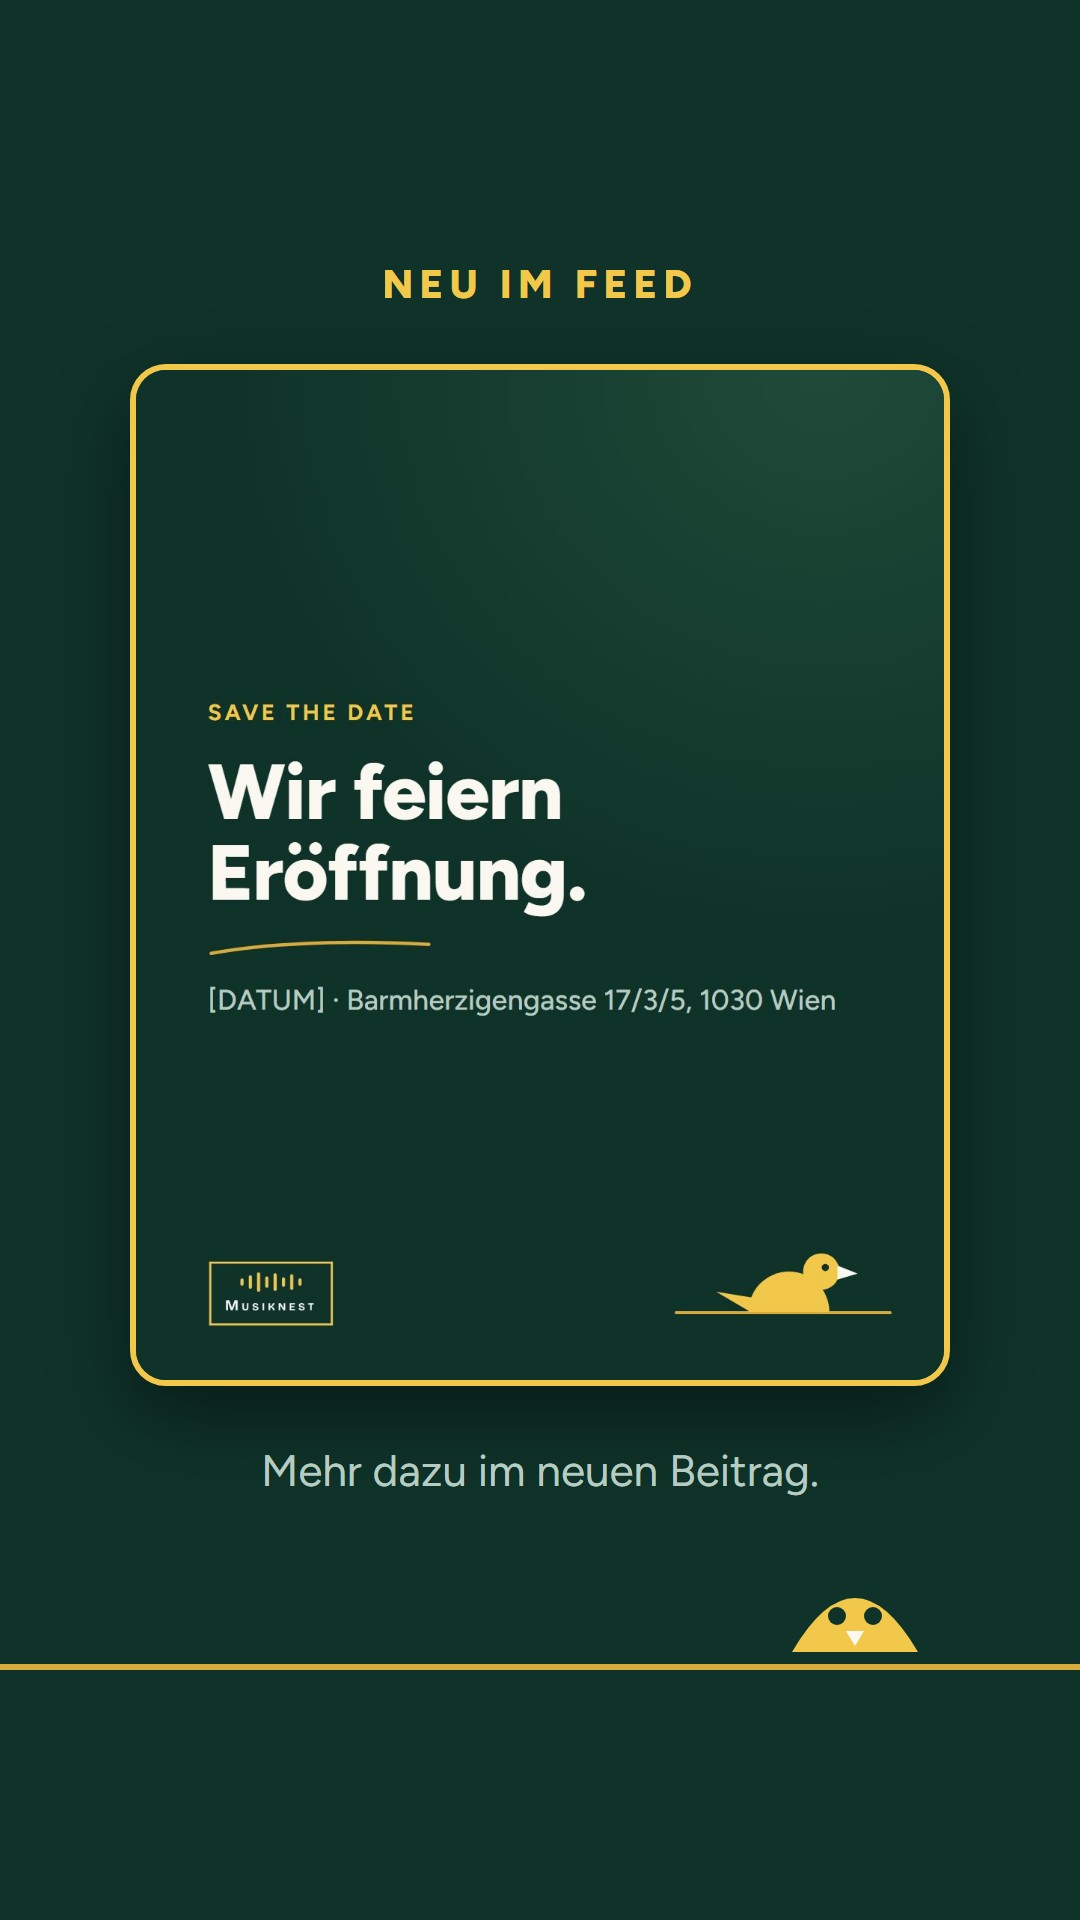 NEU IM FEED
SAVE THE DATE
Wir feiern
Eröffnung.
[DATUM] · Barmherzigengasse 17/3/5, 1030 Wien
MUSIKNEST
Mehr dazu im neuen Beitrag.